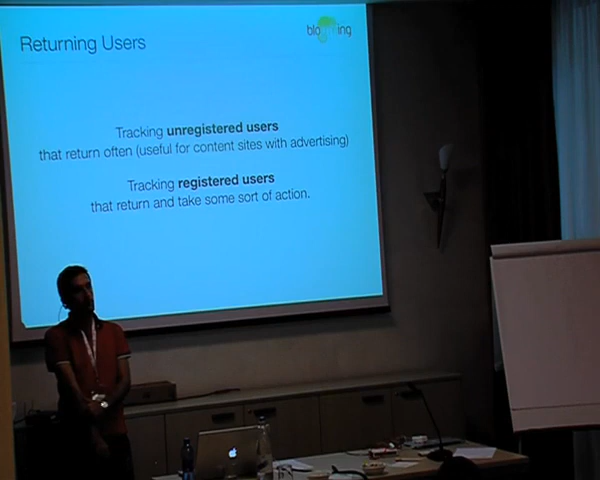 Returning Users
Tracking unregistered users
that return often (useful for content sites with advertising)
Tracking registered users
that return and take some sort of action.